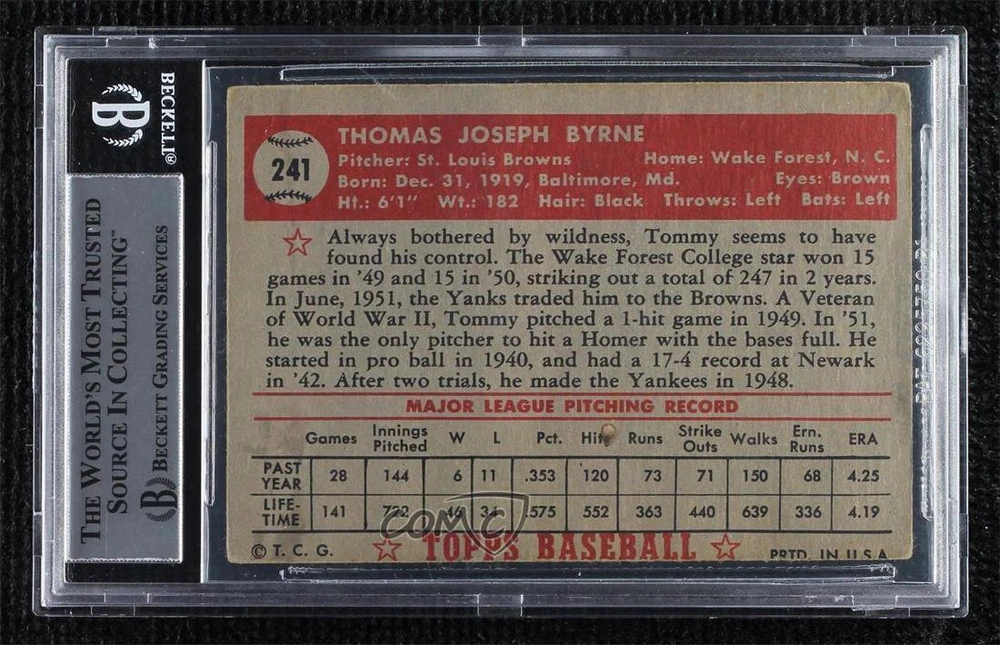 BECKETT®
B
THE WORLD'S MOST TRUSTED
SOURCE IN COLLECTING™
B BECKETT GRADING SERVICES
241
THOMAS JOSEPH BYRNE
Pitcher: St. Louis Browns Home: Wake Forest, N. C.
Born: Dec. 31, 1919, Baltimore, Md. Eyes: Brown
Ht.: 6'1" Wt.: 182 Hair: Black Throws: Left Bats: Left
Always bothered by wildness, Tommy seems to have
found his control. The Wake Forest College star won 15
games in '49 and 15 in '50, striking out a total of 247 in 2 years.
In June, 1951, the Yanks traded him to the Browns. A Veteran
of World War II, Tommy pitched a 1-hit game in 1949. In '51,
he was the only pitcher to hit a Homer with the bases full. He
started in pro ball in 1940, and had a 17-4 record at Newark
in '42. After two trials, he made the Yankees in 1948.
MAJOR LEAGUE PITCHING RECORD
Games Innings Pitched W L Pct. Hits Runs Strike Outs Walks Ern. Runs ERA
PAST YEAR 28 144 6 11 .353 120 73 71 150 68 4.25
LIFE-TIME 141 722 46 34 .575 552 363 440 639 336 4.19
© T. C. G. TOPPS BASEBALL PRTD. IN U.S.A.
COMC